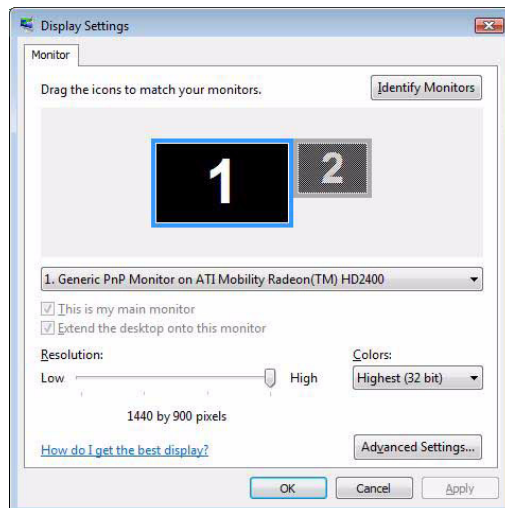 Display Settings
Monitor
Drag the icons to match your monitors.
Identify Monitors
1
2
1. Generic PnP Monitor on ATI Mobility Radeon(TM) HD2400
This is my main monitor
Extend the desktop onto this monitor
Resolution:
Colors:
Low
High
Highest (32 bit)
1440 by 900 pixels
How do I get the best display?
Advanced Settings...
OK
Cancel
Apply